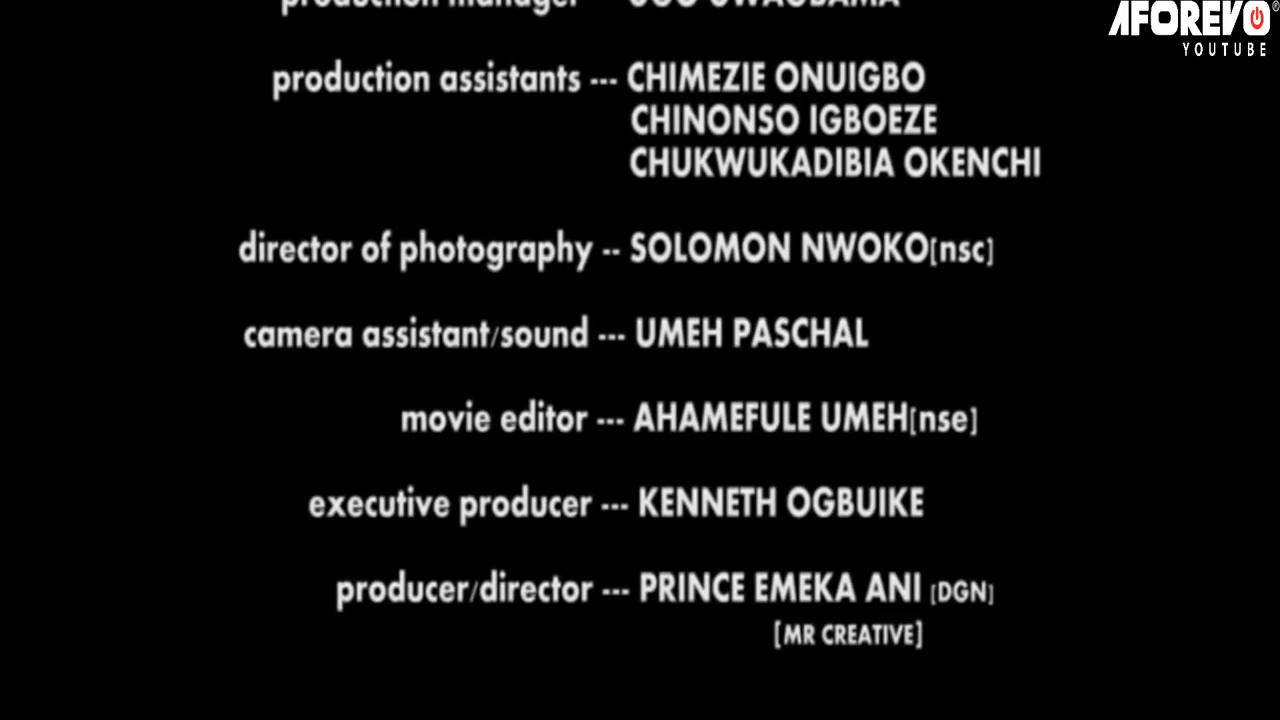 AFOREVO
YOUTUBE
production manager
production assistants --- CHIMEZIE ONUIGBO
CHINONSO IGBOEZE
CHUKWUKADIBIA OKENCHI
director of photography -- SOLOMON NWOKO[nsc]
camera assistant/sound --- UMEH PASCHAL
movie editor --- AHAMEFULE UMEH[nse]
executive producer --- KENNETH OGBUIKE
producer/director --- PRINCE EMEKA ANI [DGN]
[MR CREATIVE]